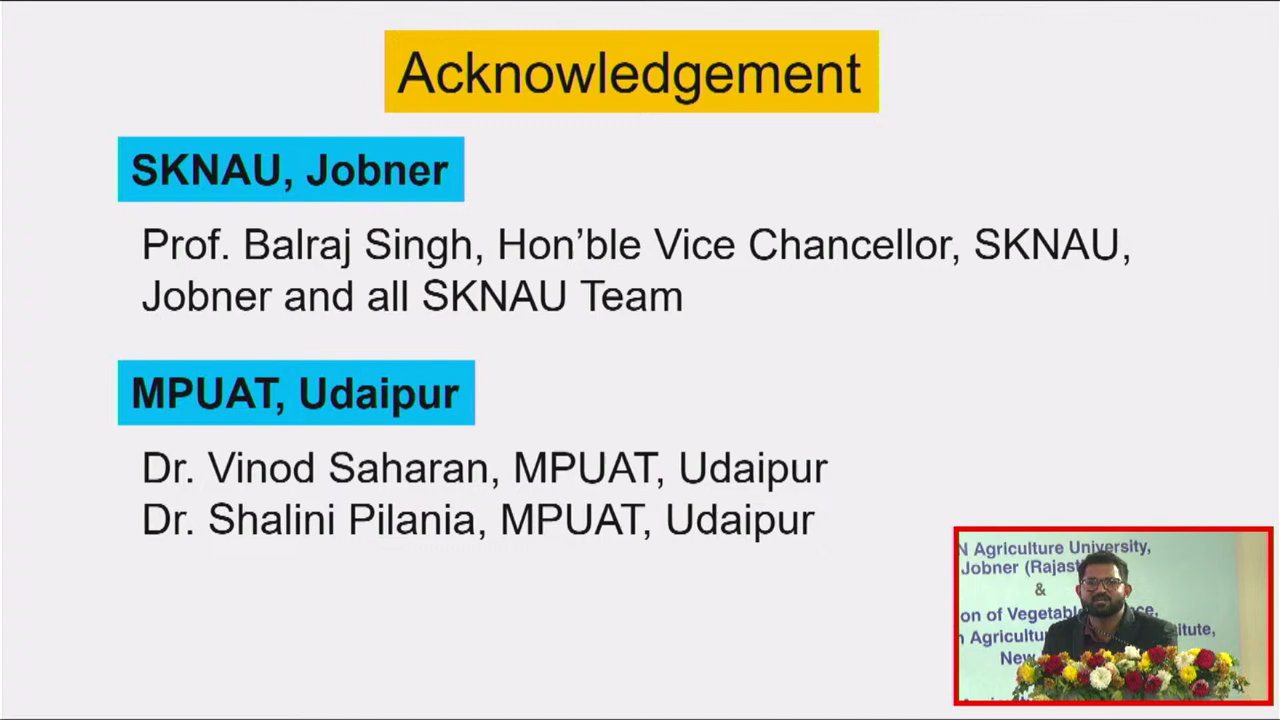 Acknowledgement
SKNAU, Jobner
Prof. Balraj Singh, Hon’ble Vice Chancellor, SKNAU,
Jobner and all SKNAU Team
MPUAT, Udaipur
Dr. Vinod Saharan, MPUAT, Udaipur
Dr. Shalini Pilania, MPUAT, Udaipur
N Agriculture University,
Jobner
&
of Vegetable
New